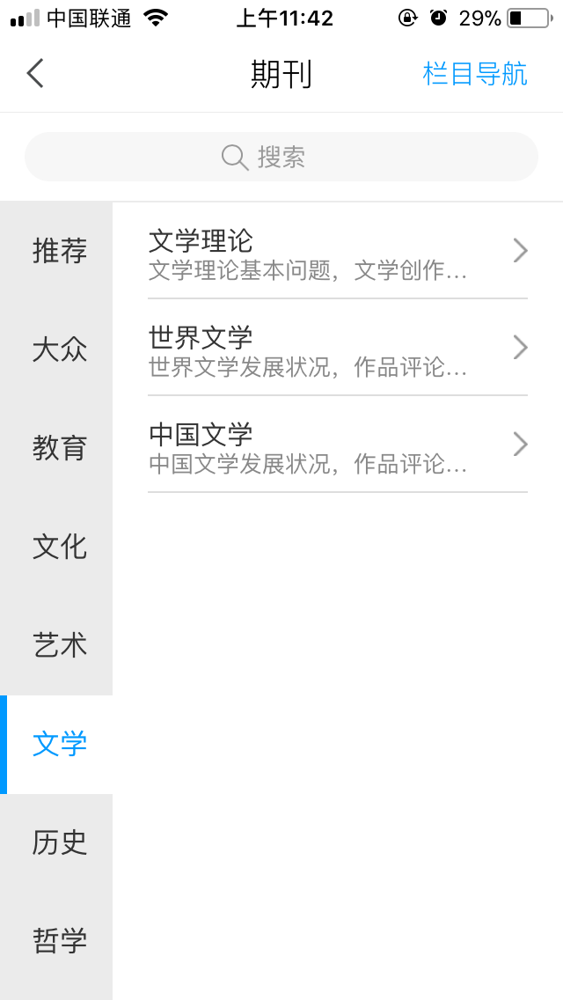 中国联通 上午11:42 29%
期刊 栏目导航
搜索
推荐
大众
教育
文化
艺术
文学
历史
哲学
文学理论
文学理论基本问题，文学创作…
世界文学
世界文学发展状况，作品评论…
中国文学
中国文学发展状况，作品评论…